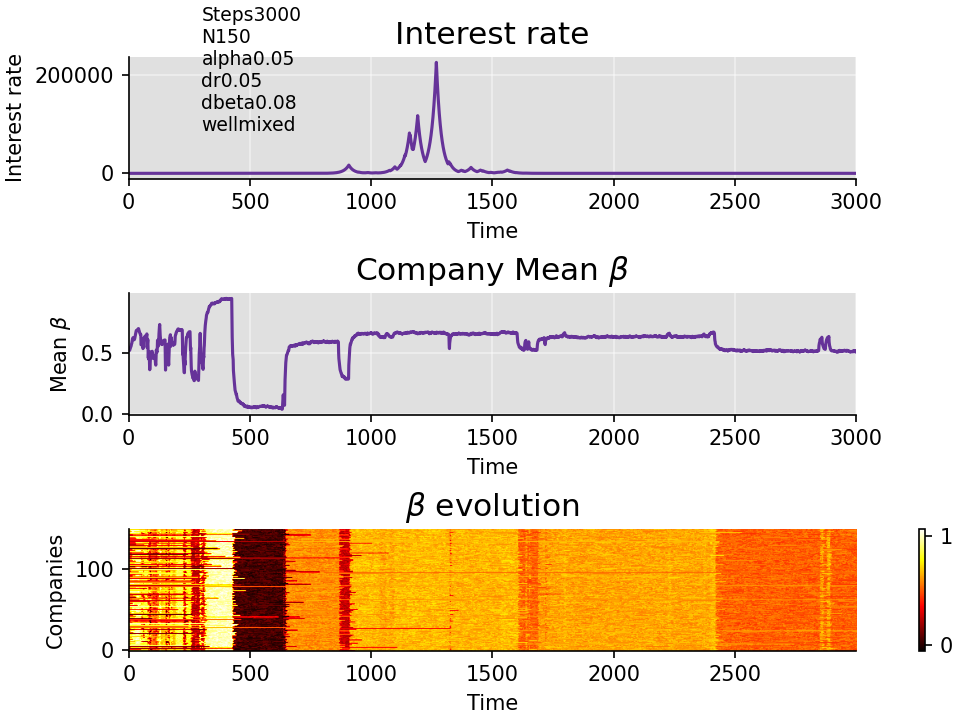 Steps3000
N150
alpha0.05
dr0.05
dbeta0.08
wellmixed
Interest rate
Interest rate
200000
0
0 500 1000 1500 2000 2500 3000
Time
Company Mean β
Mean β
0.5
0.0
0 500 1000 1500 2000 2500 3000
Time
β evolution
Companies
100
0
0 500 1000 1500 2000 2500
Time
1
0